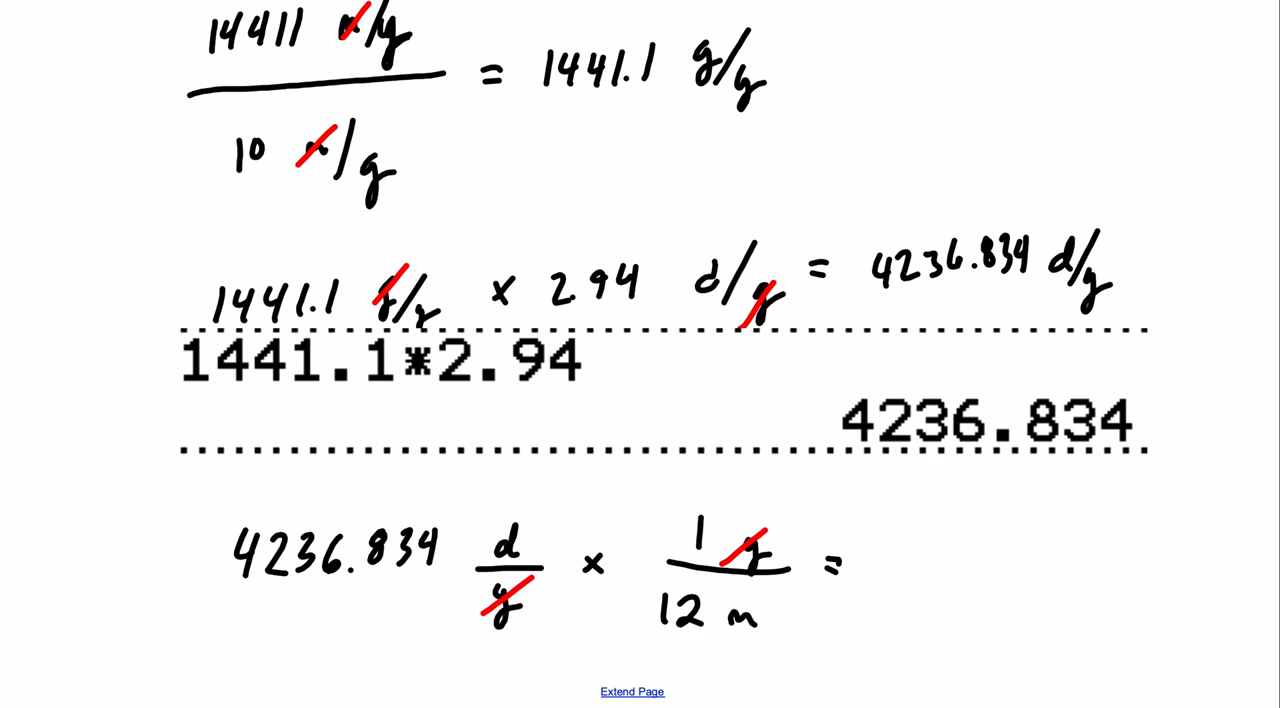 14411 m/y
= 1441.1 g/y
10 m/g
1441.1 g/y × 2.94 d/g = 4236.834 d/y
1441.1*2.94
4236.834
4236.834 d/y × 1 y/12 m =
Extend Page